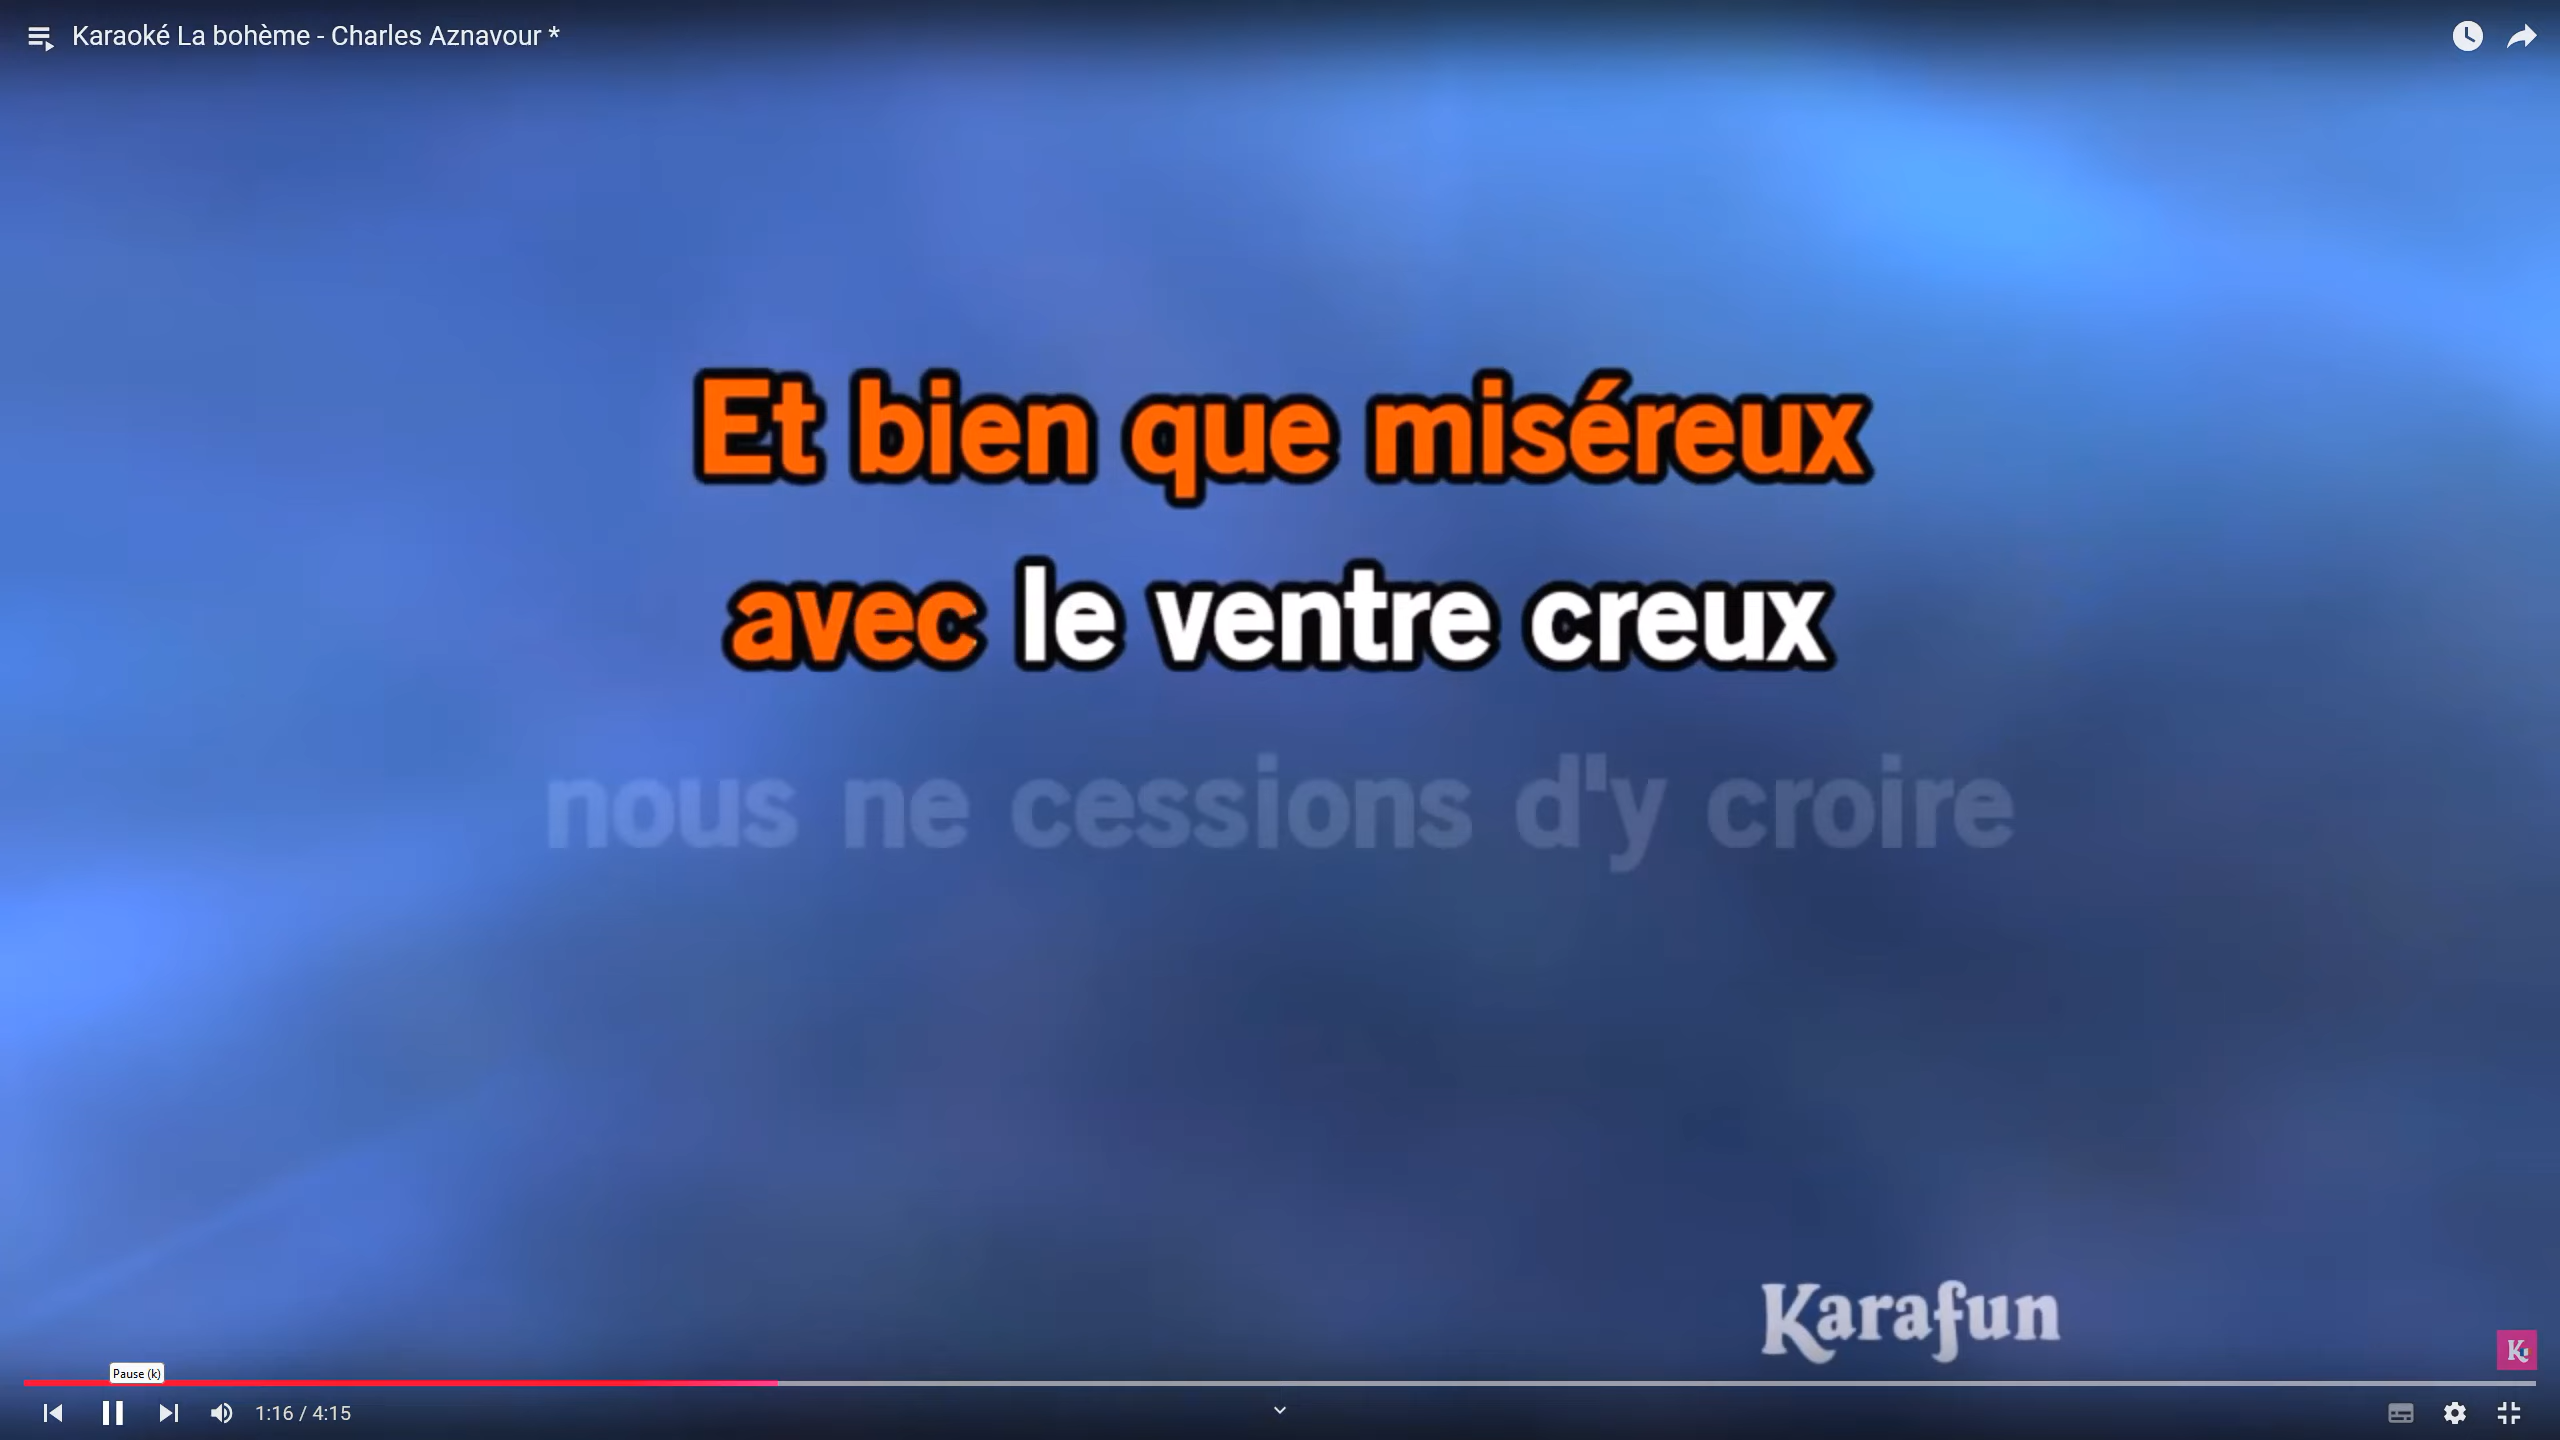 Karaoké La bohème - Charles Aznavour *
Et bien que miséreux
avec le ventre creux
nous ne cessions d'y croire
Karafun
K
Pause (k)
1:16 / 4:15